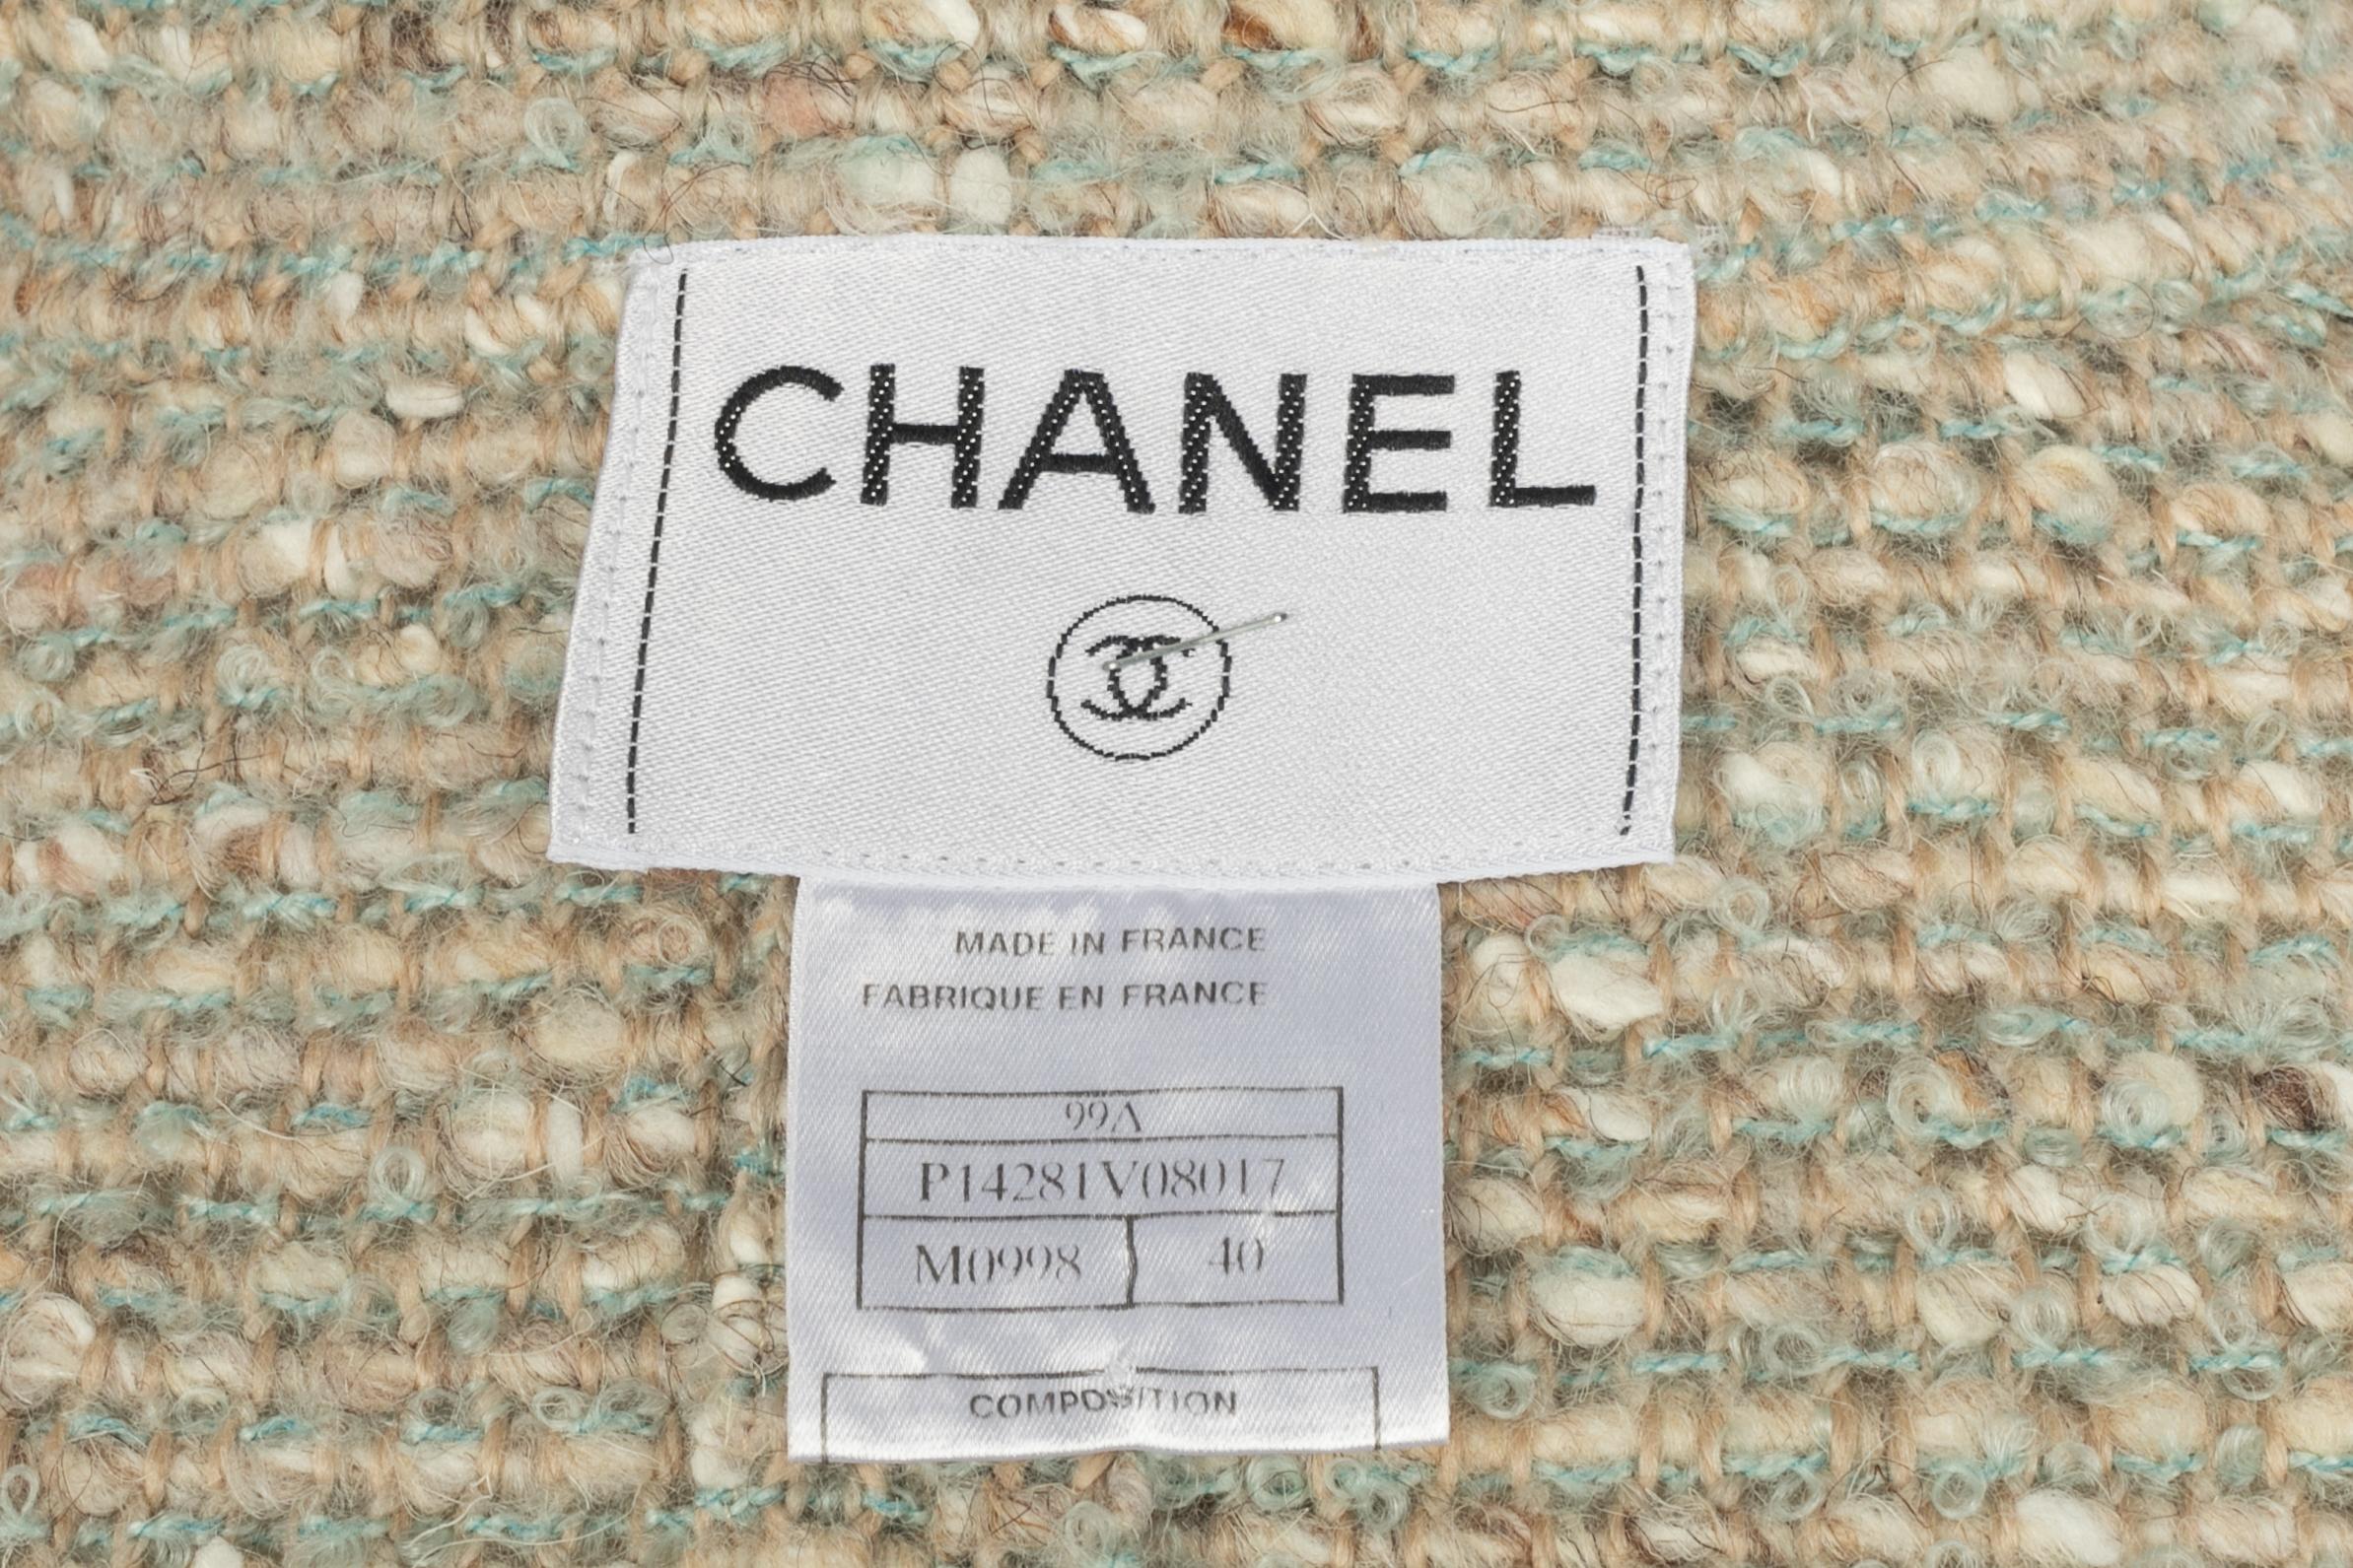 CHANEL
MADE IN FRANCE
FABRIQUE EN FRANCE
99A
P14281V08017
M0998 40
COMPOSITION